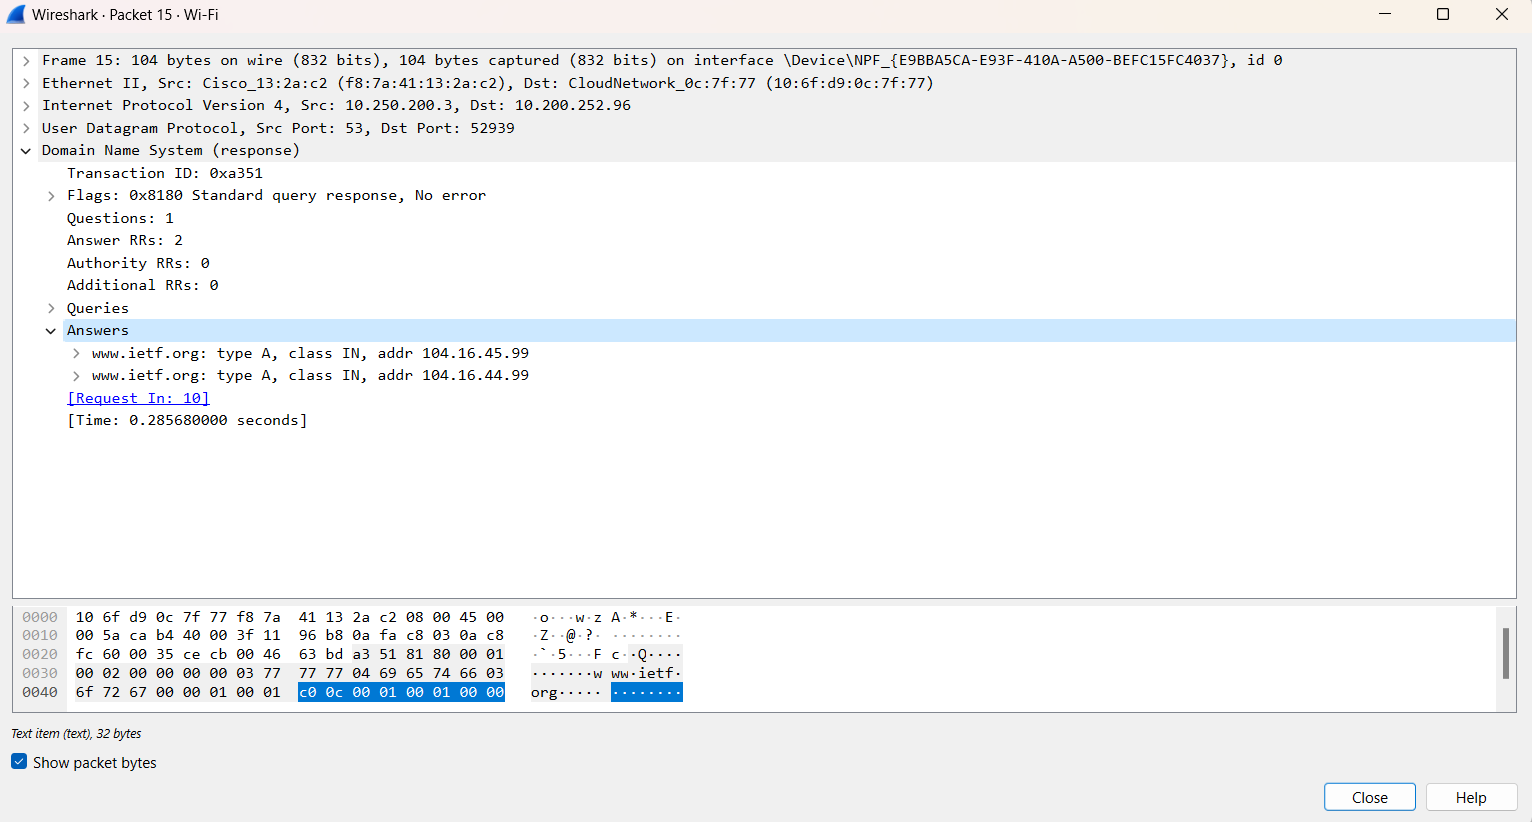 Wireshark · Packet 15 · Wi-Fi
Frame 15: 104 bytes on wire (832 bits), 104 bytes captured (832 bits) on interface \Device\NPF_{E9BBA5CA-E93F-410A-A500-BEFC15FC4037}, id 0
Ethernet II, Src: Cisco_13:2a:c2 (f8:7a:41:13:2a:c2), Dst: CloudNetwork_0c:7f:77 (10:6f:d9:0c:7f:77)
Internet Protocol Version 4, Src: 10.250.200.3, Dst: 10.200.252.96
User Datagram Protocol, Src Port: 53, Dst Port: 52939
Domain Name System (response)
Transaction ID: 0xa351
Flags: 0x8180 Standard query response, No error
Questions: 1
Answer RRs: 2
Authority RRs: 0
Additional RRs: 0
Queries
Answers
www.ietf.org: type A, class IN, addr 104.16.45.99
www.ietf.org: type A, class IN, addr 104.16.44.99
[Request In: 10]
[Time: 0.285680000 seconds]
0000 10 6f d9 0c 7f 77 f8 7a 41 13 2a c2 08 00 45 00 ·o···w·z A·*···E·
0010 00 5a ca b4 40 00 3f 11 96 b8 0a fa c8 03 0a c8 ·Z··@·?· ········
0020 fc 60 00 35 ce cb 00 46 63 bd a3 51 81 80 00 01 ·`·5···F c··Q····
0030 00 02 00 00 00 00 03 77 77 77 04 69 65 74 66 03 ·······w ww·ietf·
0040 6f 72 67 00 00 01 00 01 c0 0c 00 01 00 01 00 00 org····· ········
Text item (text), 32 bytes
Show packet bytes
Close Help